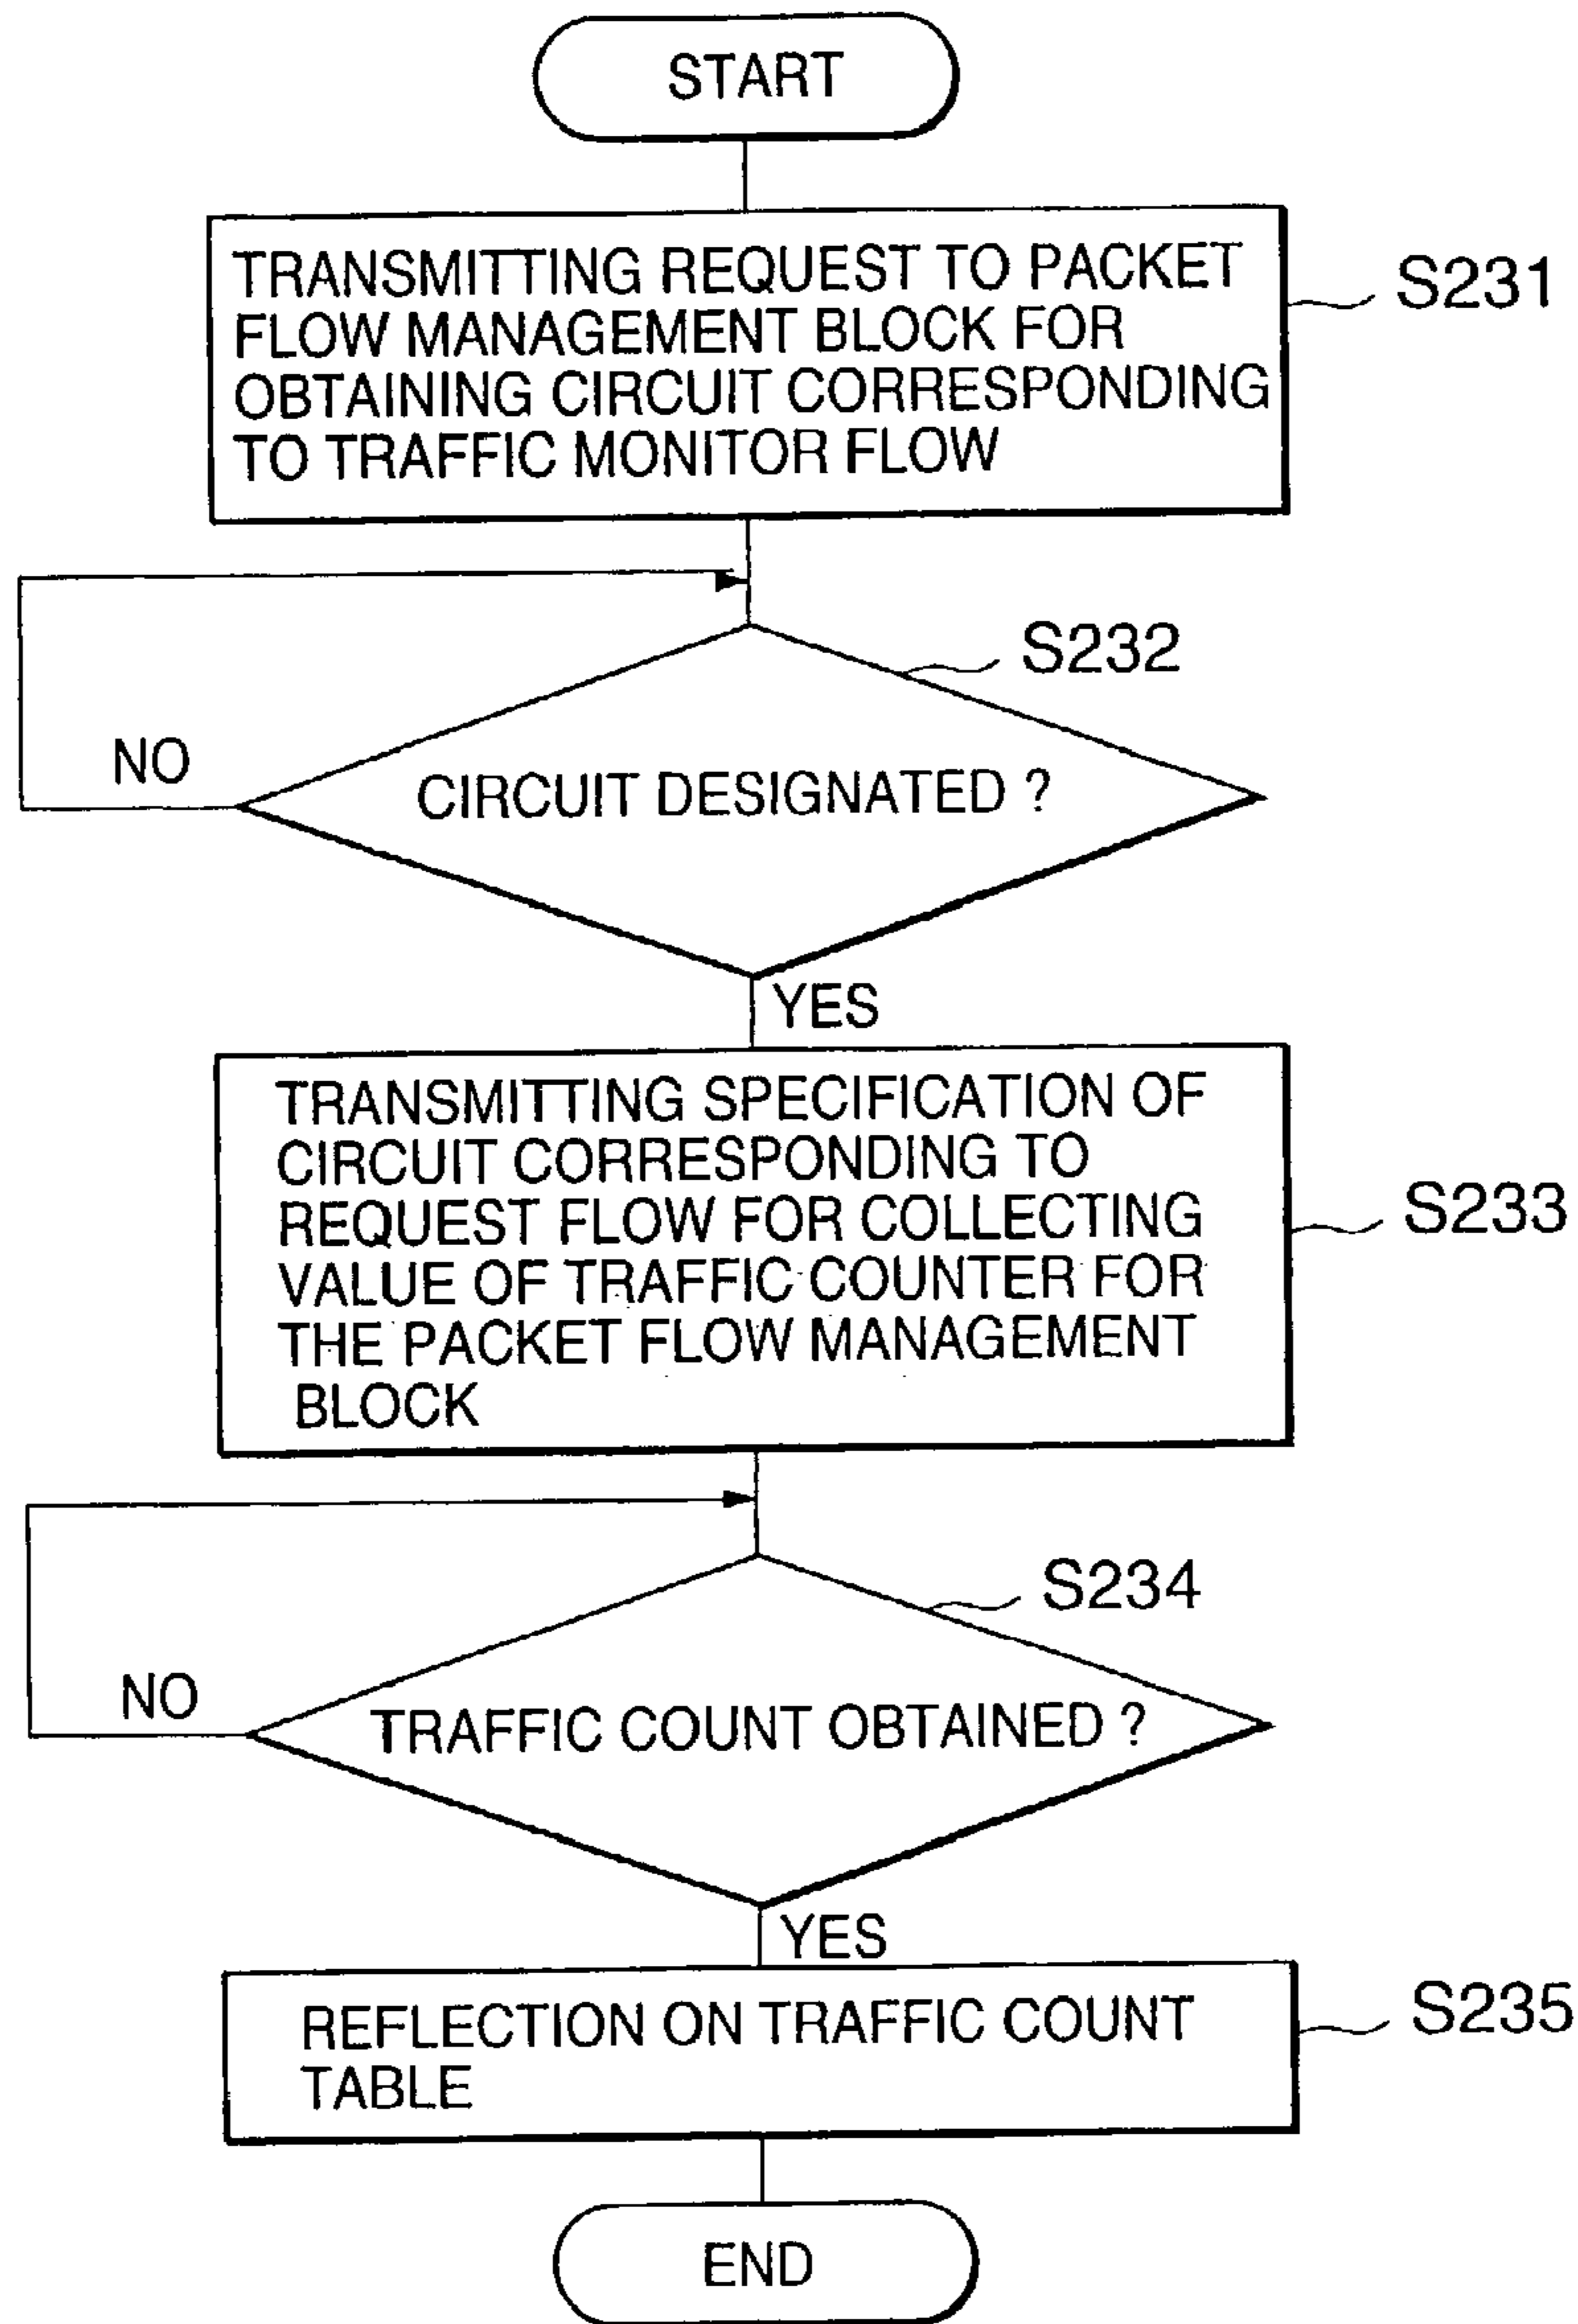 START
TRANSMITTING REQUEST TO PACKET
FLOW MANAGEMENT BLOCK FOR
OBTAINING CIRCUIT CORRESPONDING
TO TRAFFIC MONITOR FLOW
S231
S232
NO
CIRCUIT DESIGNATED ?
YES
TRANSMITTING SPECIFICATION OF
CIRCUIT CORRESPONDING TO
REQUEST FLOW FOR COLLECTING
VALUE OF TRAFFIC COUNTER FOR
THE PACKET FLOW MANAGEMENT
BLOCK
S233
S234
NO
TRAFFIC COUNT OBTAINED ?
YES
REFLECTION ON TRAFFIC COUNT
TABLE
S235
END